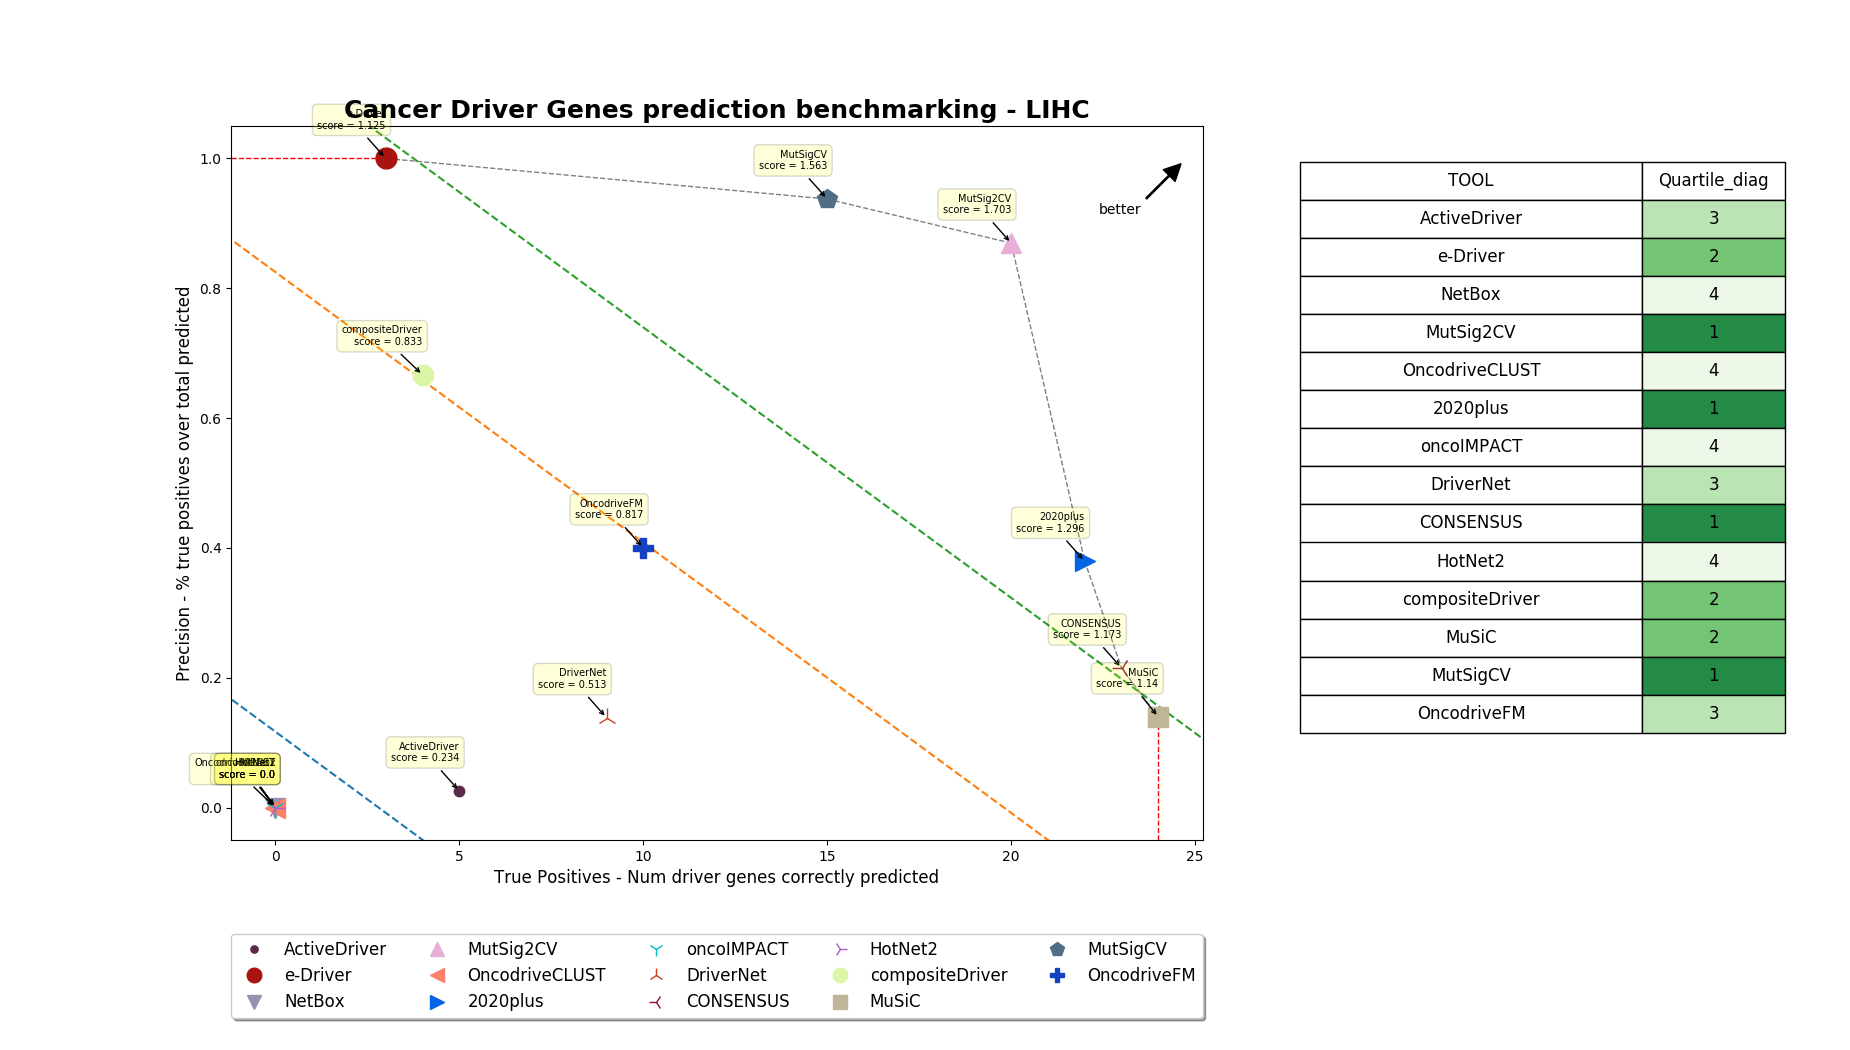 Cancer Driver Genes prediction benchmarking - LIHC
score = 1.125
MutSigCV
score = 1.563
MutSig2CV
score = 1.703
better
compositeDriver
score = 0.833
OncodriveFM
score = 0.817
2020plus
score = 1.296
CONSENSUS
score = 1.173
MuSiC
score = 1.14
DriverNet
score = 0.513
ActiveDriver
score = 0.234
HotNet2
score = 0.0
Precision - % true positives over total predicted
1.0
0.8
0.6
0.4
0.2
0.0
0 5 10 15 20 25
True Positives - Num driver genes correctly predicted
ActiveDriver MutSig2CV oncoIMPACT HotNet2 MutSigCV
e-Driver OncodriveCLUST DriverNet compositeDriver OncodriveFM
NetBox 2020plus CONSENSUS MuSiC
TOOL Quartile_diag
ActiveDriver 3
e-Driver 2
NetBox 4
MutSig2CV 1
OncodriveCLUST 4
2020plus 1
oncoIMPACT 4
DriverNet 3
CONSENSUS 1
HotNet2 4
compositeDriver 2
MuSiC 2
MutSigCV 1
OncodriveFM 3